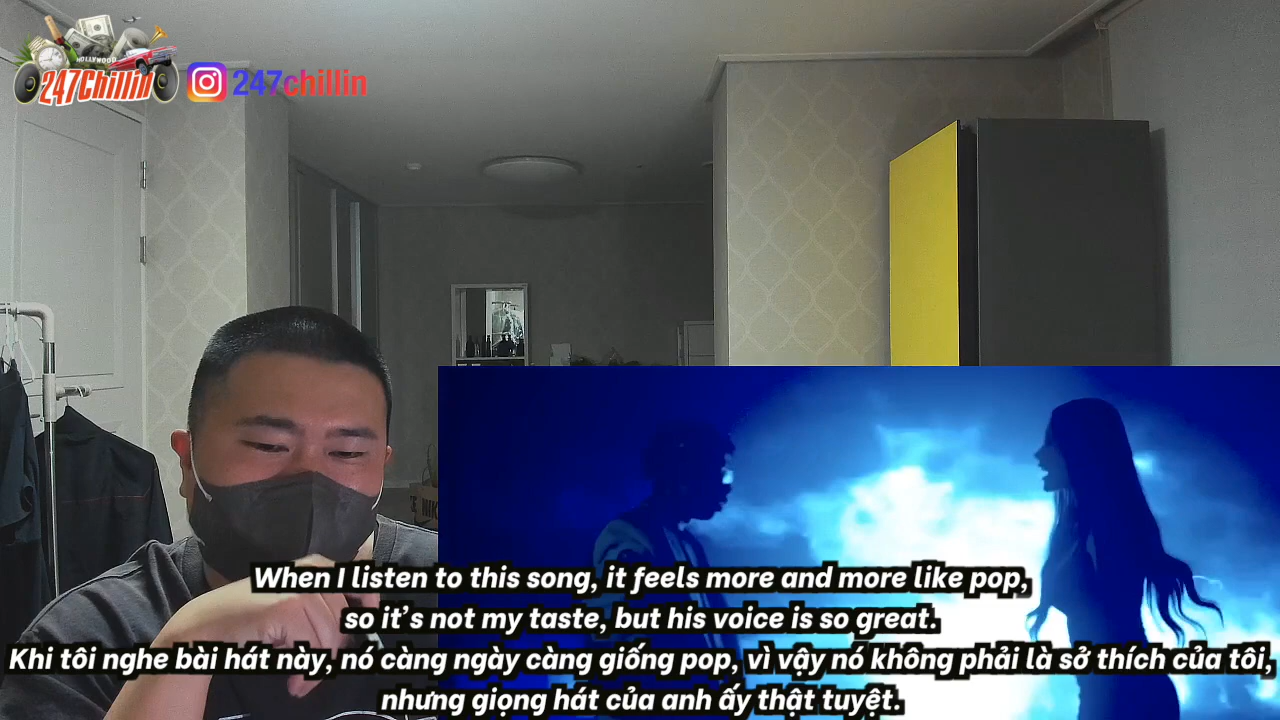 247Chillin
247chillin
When I listen to this song, it feels more and more like pop,
so it's not my taste, but his voice is so great.
Khi tôi nghe bài hát này, nó càng ngày càng giống pop, vì vậy nó không phải là sở thích của tôi,
nhưng giọng hát của anh ấy thật tuyệt.